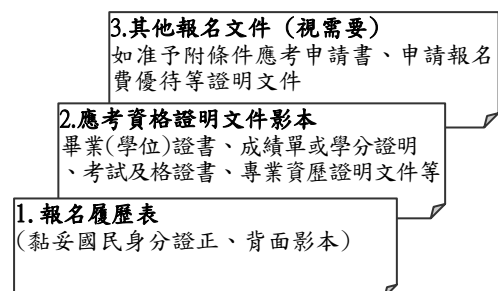 3.其他報名文件（視需要）
如准予附條件應考申請書、申請報名
費優待等證明文件
2.應考資格證明文件影本
畢業(學位)證書、成績單或學分證明
、考試及格證書、專業資歷證明文件等
1.報名履歷表
(黏妥國民身分證正、背面影本)